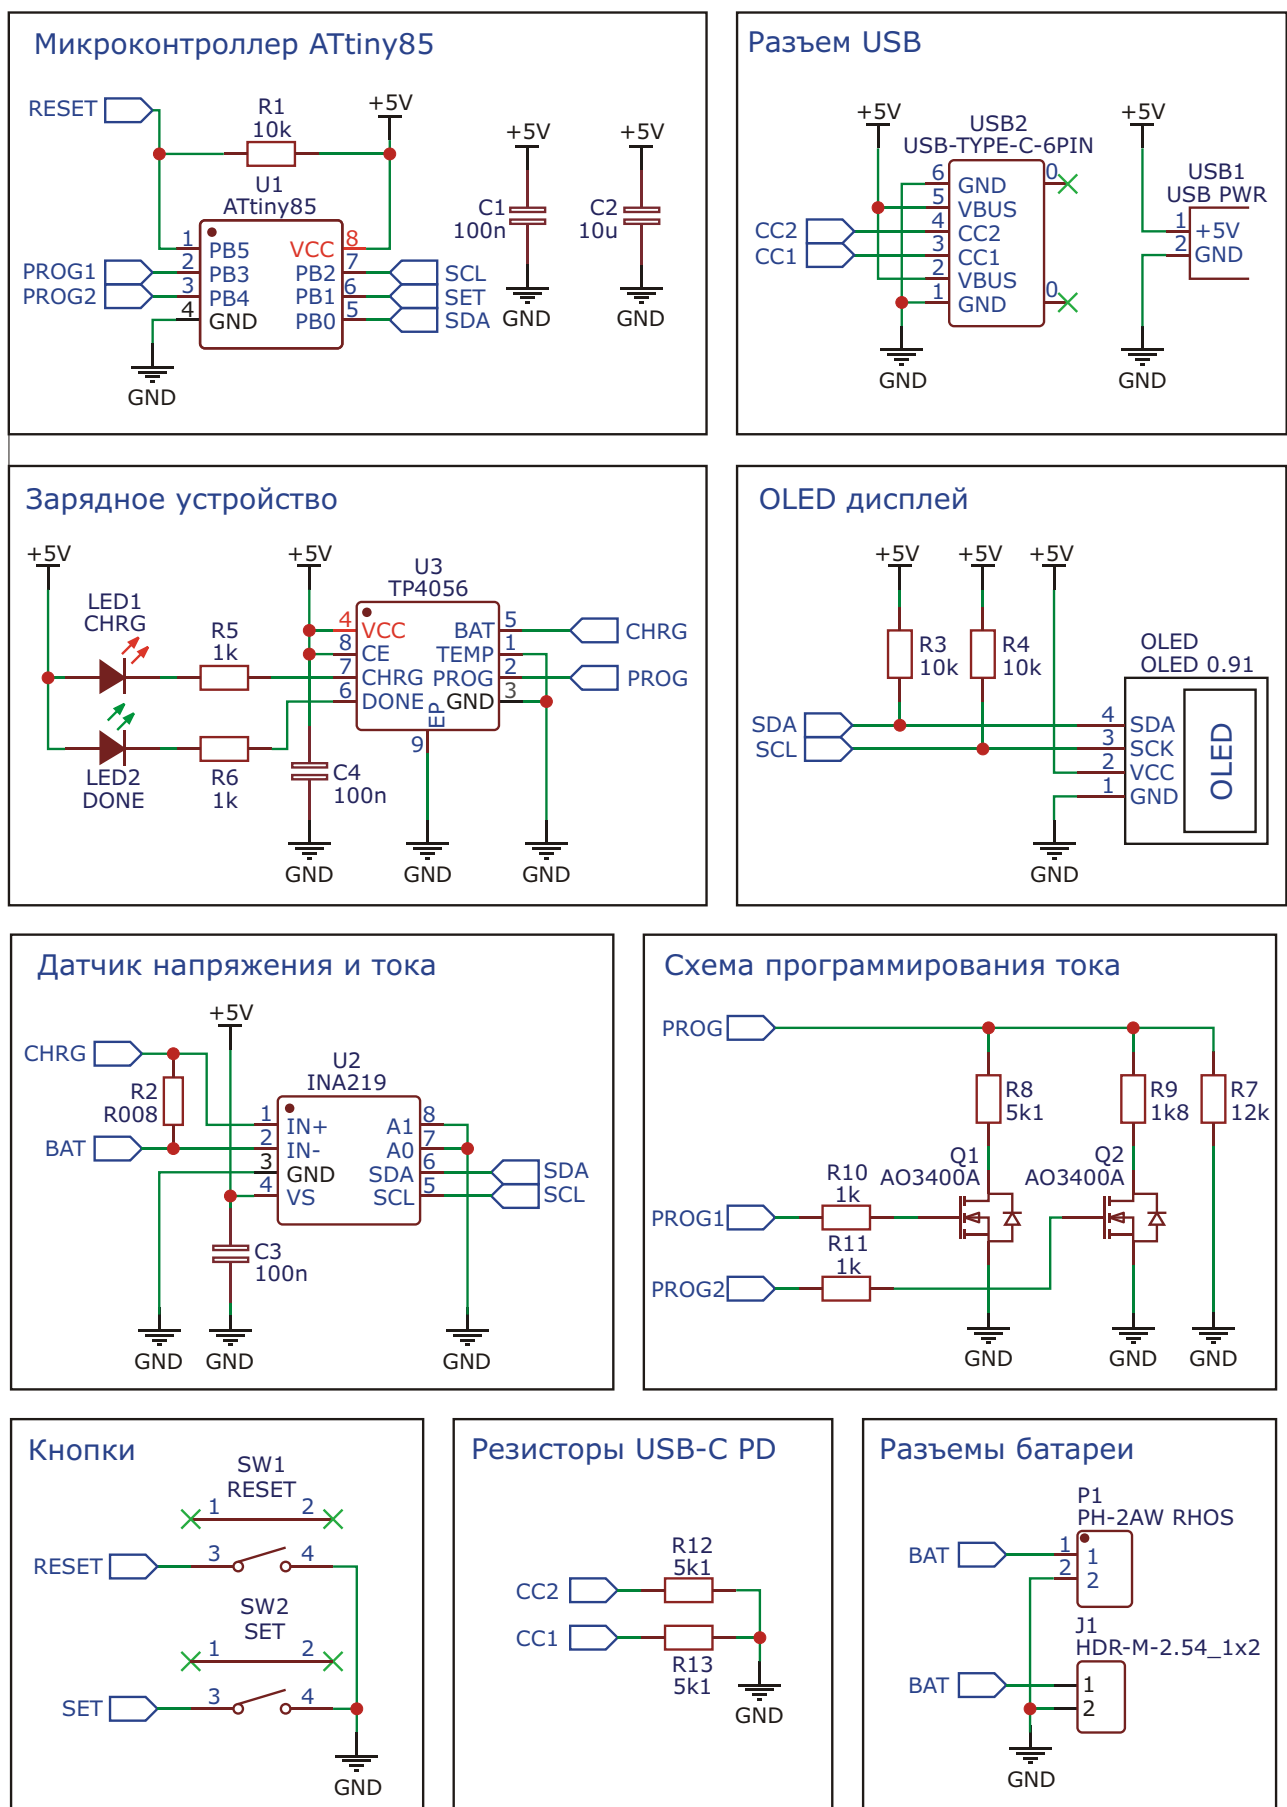 Микроконтроллер ATtiny85
RESET
R1
10k
+5V
U1
ATtiny85
1 PB5
VCC 8
PROG1
2 PB3
PB2 7
SCL
PROG2
3 PB4
PB1 6
SET
4 GND
PB0 5
SDA
GND
+5V
C1
100n
GND
+5V
C2
10u
GND
Разъем USB
+5V
USB2
USB-TYPE-C-6PIN
6 GND 0
5 VBUS
CC2
4 CC2
CC1
3 CC1
2 VBUS
1 GND 0
GND
+5V
USB1
USB PWR
1 +5V
2 GND
GND
Зарядное устройство
+5V
LED1
CHRG
R5
1k
LED2
DONE
R6
1k
+5V
U3
TP4056
4 VCC
BAT 5
CHRG
8 CE
TEMP 1
7 CHRG
PROG 2
PROG
6 DONE
GND 3
EP
9
C4
100n
GND
GND
GND
OLED дисплей
+5V
+5V
+5V
R3
10k
R4
10k
OLED
OLED 0.91
SDA
4 SDA
SCL
3 SCK
2 VCC
1 GND
OLED
GND
Датчик напряжения и тока
+5V
CHRG
R2
R008
BAT
U2
INA219
1 IN+
A1 8
2 IN-
A0 7
3 GND
SDA 6
SDA
4 VS
SCL 5
SCL
C3
100n
GND
GND
GND
Схема программирования тока
PROG
R8
5k1
R9
1k8
R7
12k
Q1
AO3400A
Q2
AO3400A
R10
1k
PROG1
R11
1k
PROG2
GND
GND
GND
Кнопки
SW1
RESET
1 2
RESET
3 4
SW2
SET
1 2
SET
3 4
GND
Резисторы USB-C PD
R12
5k1
CC2
CC1
R13
5k1
GND
Разъемы батареи
P1
PH-2AW RHOS
BAT
1 1
2 2
J1
HDR-M-2.54_1x2
BAT
1
2
GND